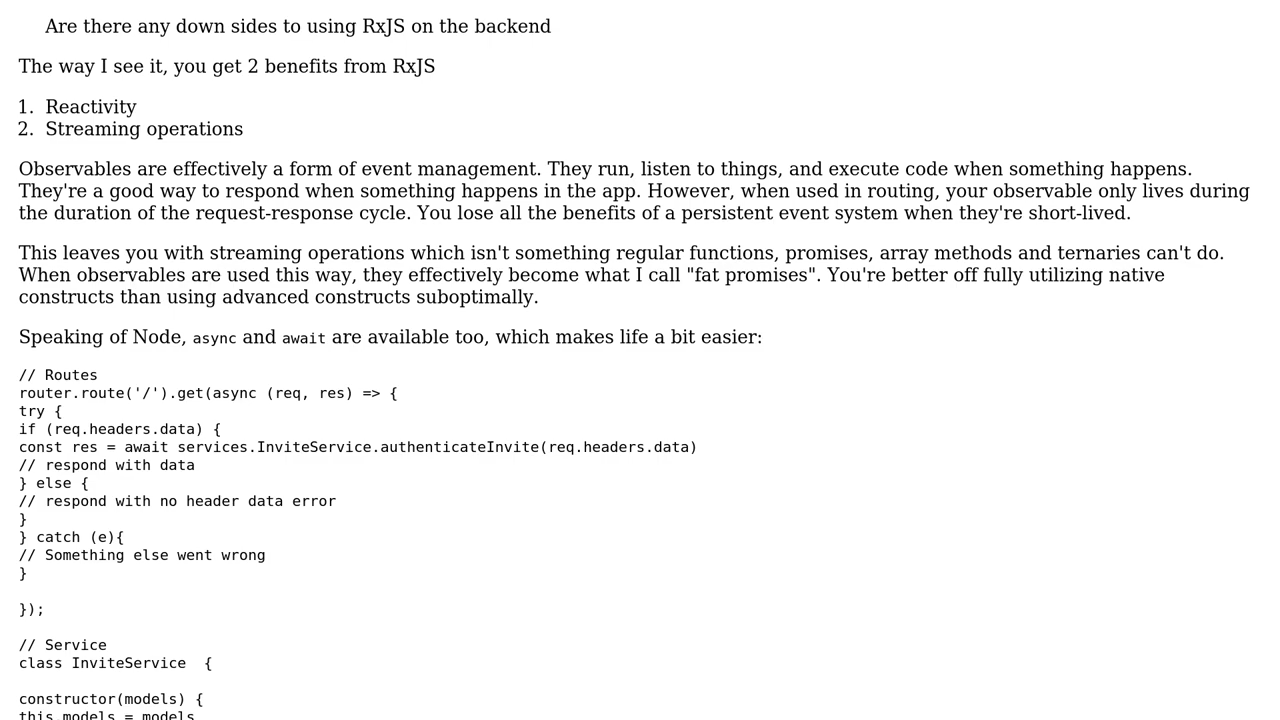 Are there any down sides to using RxJS on the backend
The way I see it, you get 2 benefits from RxJS
1. Reactivity
2. Streaming operations
Observables are effectively a form of event management. They run, listen to things, and execute code when something happens.
They're a good way to respond when something happens in the app. However, when used in routing, your observable only lives during
the duration of the request-response cycle. You lose all the benefits of a persistent event system when they're short-lived.
This leaves you with streaming operations which isn't something regular functions, promises, array methods and ternaries can't do.
When observables are used this way, they effectively become what I call "fat promises". You're better off fully utilizing native
constructs than using advanced constructs suboptimally.
Speaking of Node, async and await are available too, which makes life a bit easier:
// Routes
router.route('/').get(async (req, res) => {
try {
if (req.headers.data) {
const res = await services.InviteService.authenticateInvite(req.headers.data)
// respond with data
} else {
// respond with no header data error
}
} catch (e){
// Something else went wrong
}
});
// Service
class InviteService  {
constructor(models) {
this.models = models